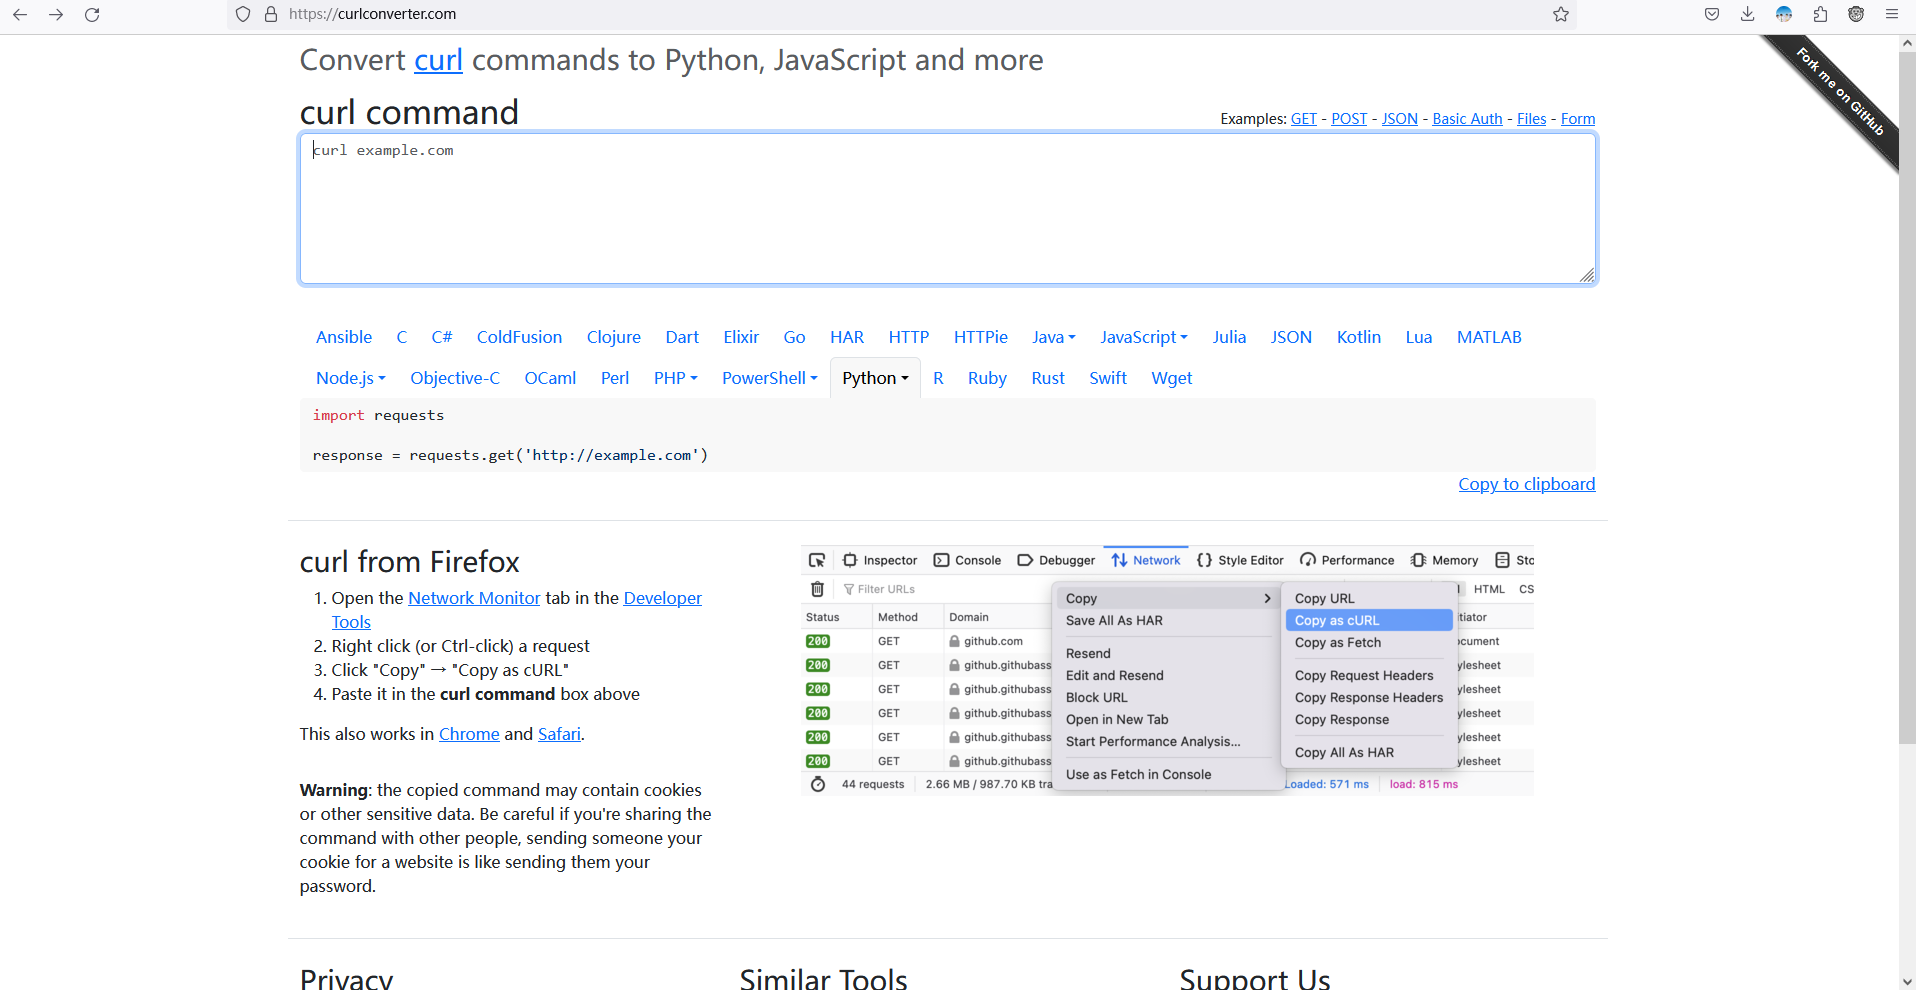 https://curlconverter.com
Convert curl commands to Python, JavaScript and more
Fork me on GitHub
curl command
Examples: GET - POST - JSON - Basic Auth - Files - Form
curl example.com
Ansible C C# ColdFusion Clojure Dart Elixir Go HAR HTTP HTTPie Java JavaScript Julia JSON Kotlin Lua MATLAB
Node.js Objective-C OCaml Perl PHP PowerShell Python R Ruby Rust Swift Wget
import requests
response = requests.get('http://example.com')
Copy to clipboard
curl from Firefox
1. Open the Network Monitor tab in the Developer
Tools
2. Right click (or Ctrl-click) a request
3. Click "Copy" → "Copy as cURL"
4. Paste it in the curl command box above
This also works in Chrome and Safari.
Warning: the copied command may contain cookies
or other sensitive data. Be careful if you're sharing the
command with other people, sending someone your
cookie for a website is like sending them your
password.
Inspector Console Debugger Network Style Editor Performance Memory Sto
Filter URLs HTML CS
Status Method Domain itiator
200 GET github.com ocument
200 GET github.githubass ylesheet
200 GET github.githubass ylesheet
200 GET github.githubass ylesheet
200 GET github.githubass ylesheet
200 GET github.githubass ylesheet
44 requests 2.66 MB / 987.70 KB tra Loaded: 571 ms load: 815 ms
Copy
Save All As HAR
Resend
Edit and Resend
Block URL
Open in New Tab
Start Performance Analysis...
Use as Fetch in Console
Copy URL
Copy as cURL
Copy as Fetch
Copy Request Headers
Copy Response Headers
Copy Response
Copy All As HAR
Privacy Similar Tools Support Us